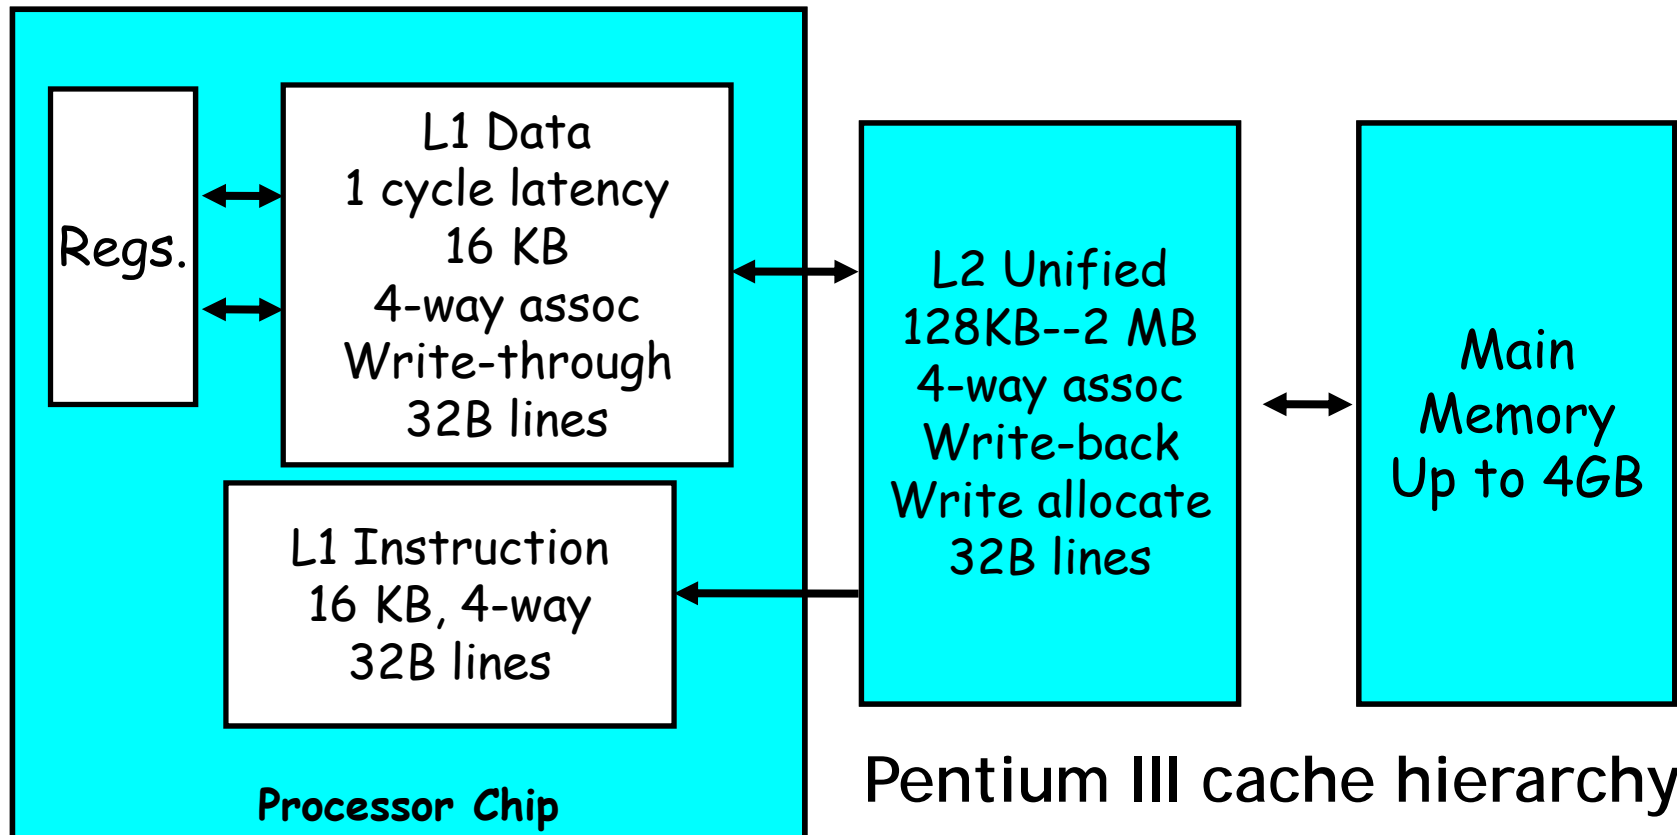 Regs.
L1 Data
1 cycle latency
16 KB
4-way assoc
Write-through
32B lines
L1 Instruction
16 KB, 4-way
32B lines
Processor Chip
L2 Unified
128KB--2 MB
4-way assoc
Write-back
Write allocate
32B lines
Main
Memory
Up to 4GB
Pentium III cache hierarchy